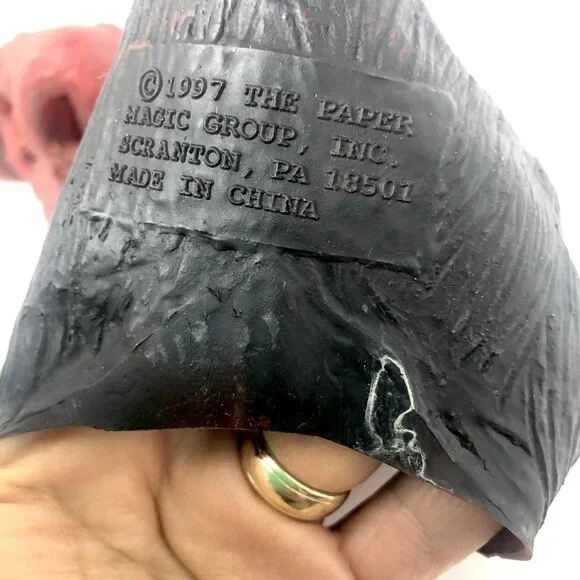 ©1997 THE PAPER
MAGIC GROUP, INC.
SCRANTON, PA 18501
MADE IN CHINA